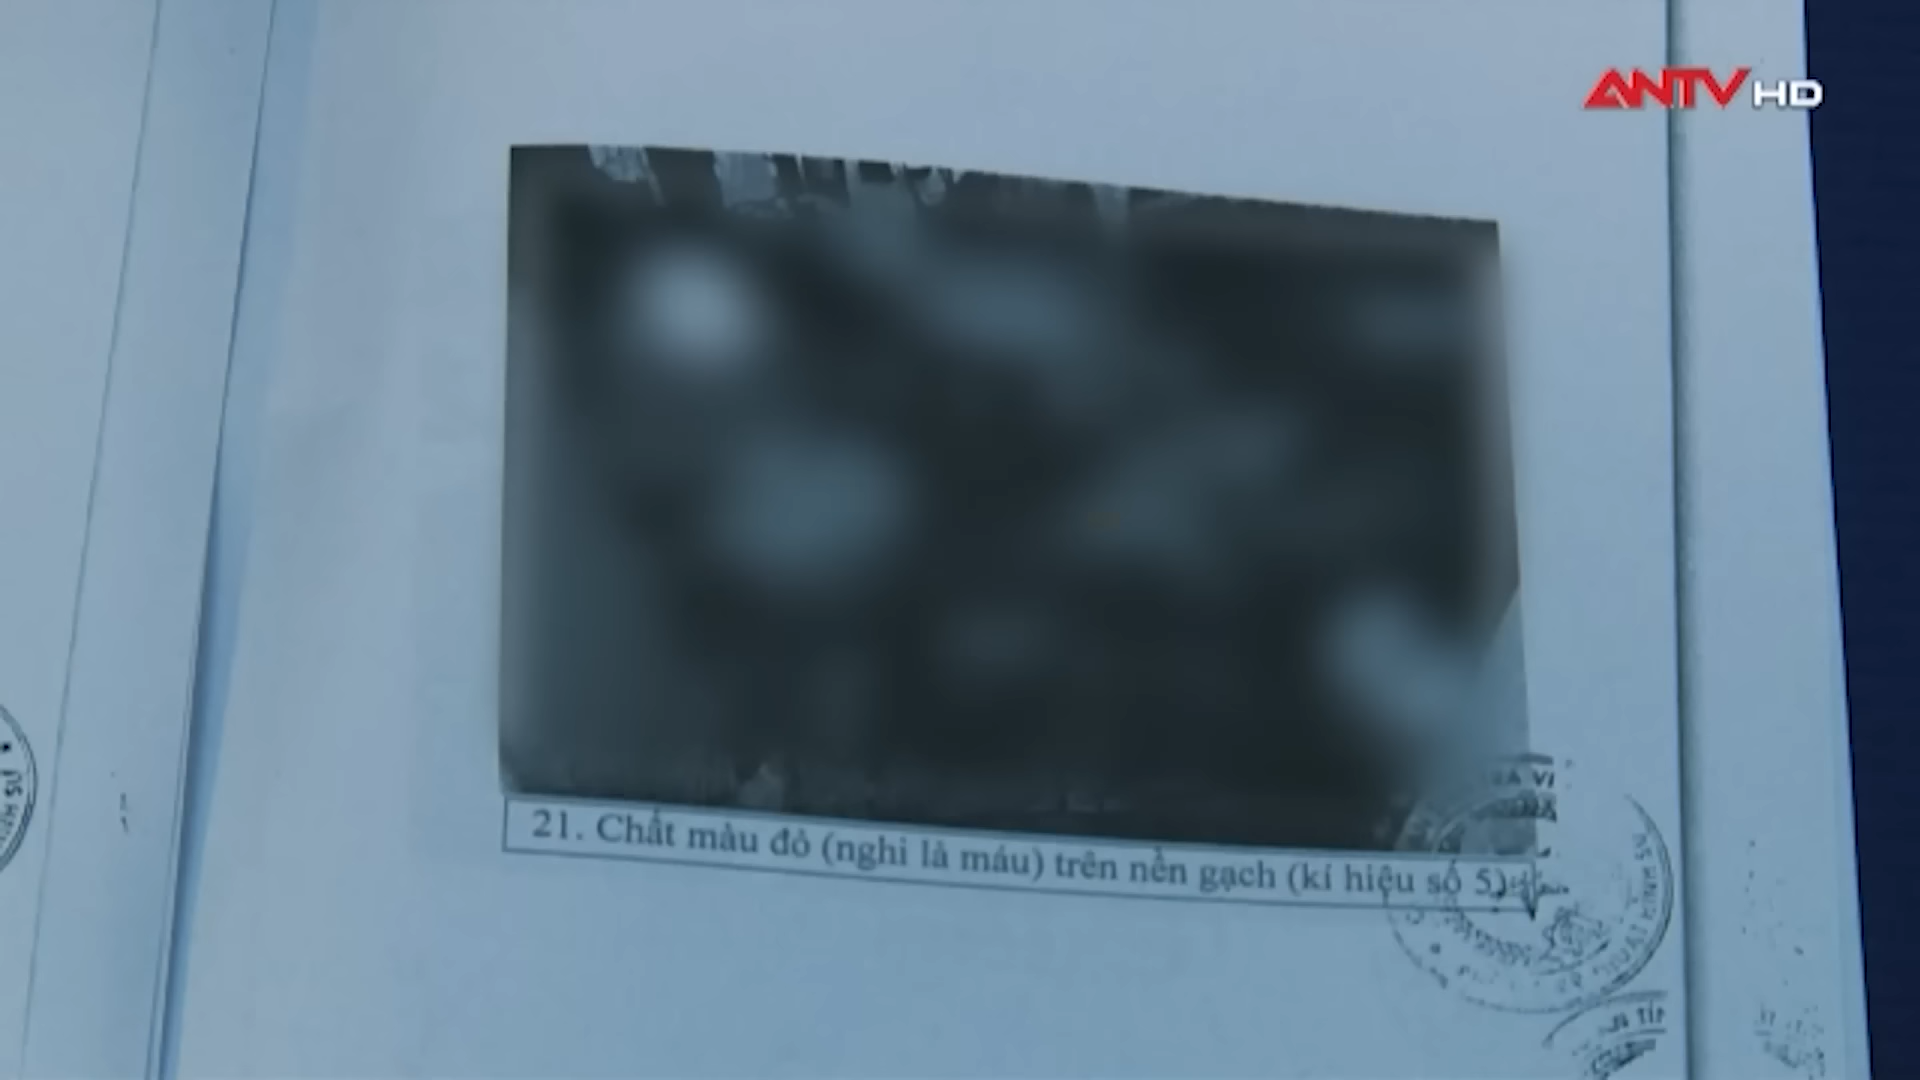 ANTV HD
21. Chất màu đỏ (nghi là máu) trên nền gạch (kí hiệu số 5)